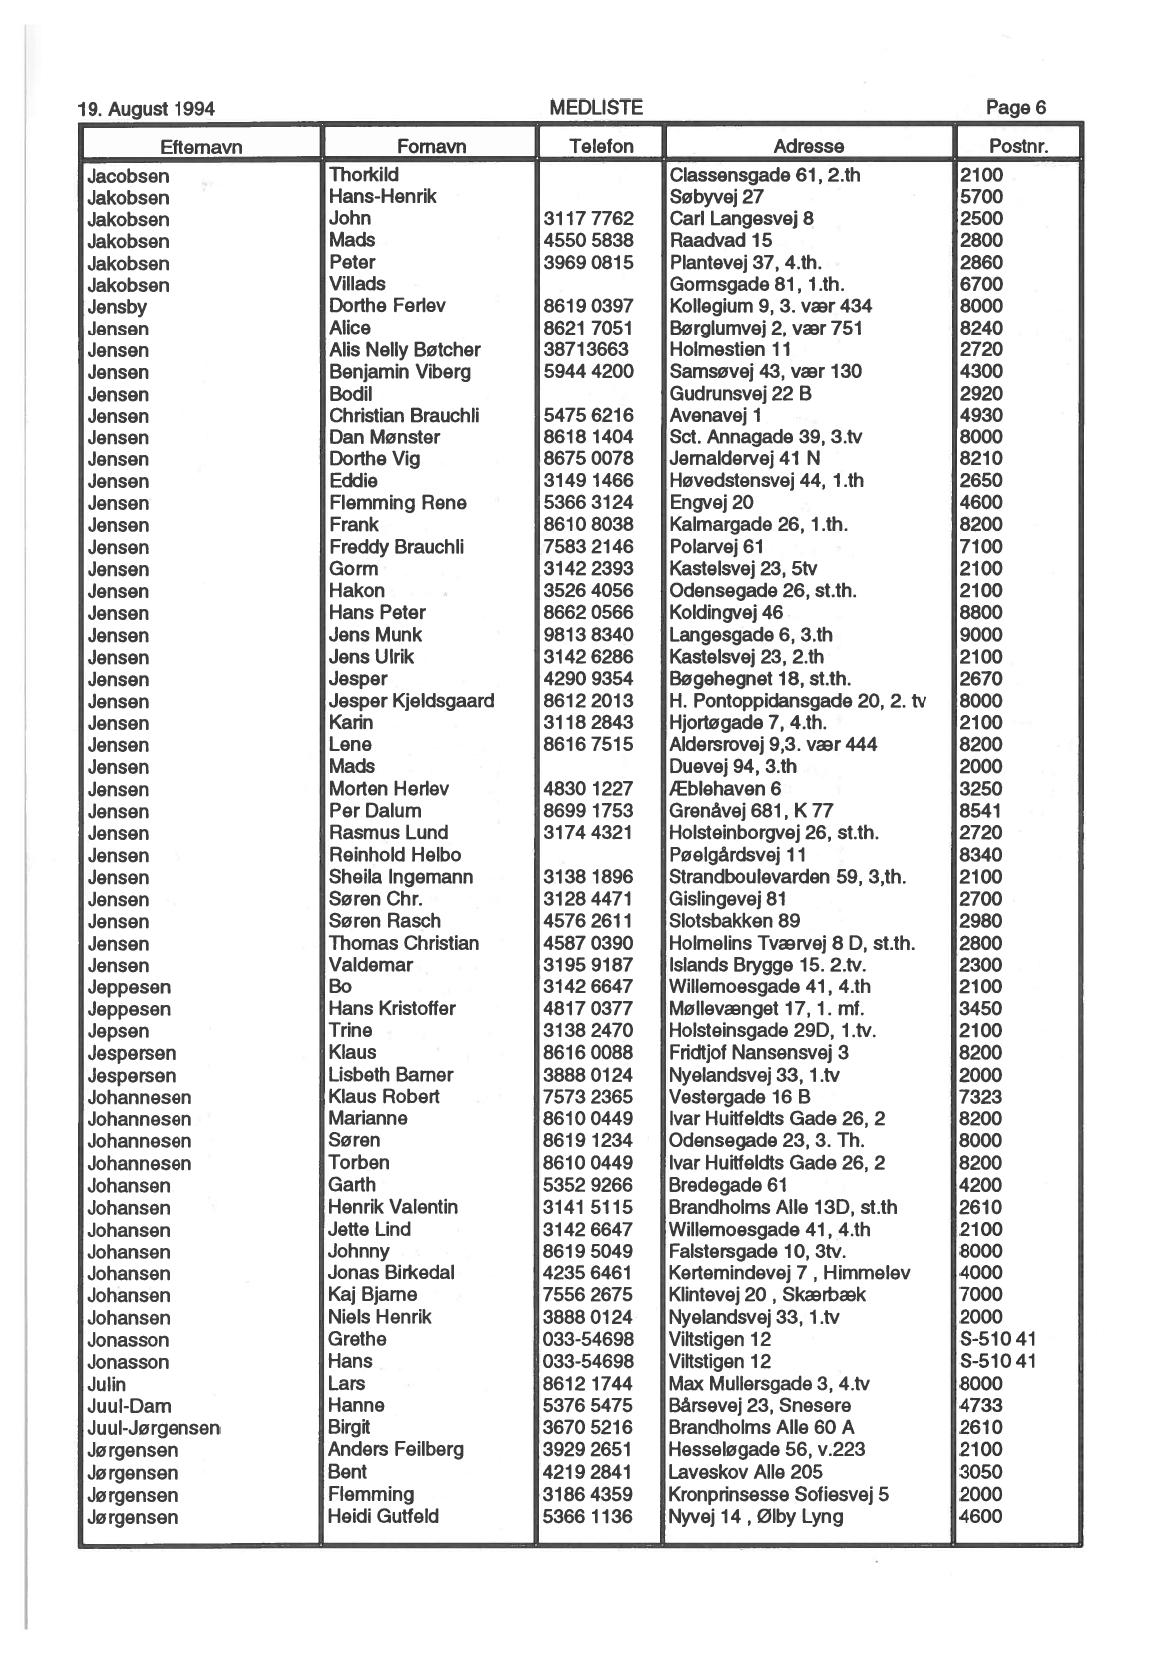 19. August 1994 MEDLISTE Page 6
Efternavn Fornavn Telefon Adresse Postnr.
Jacobsen Thorkild Classensgade 61, 2.th 2100
Jakobsen Hans-Henrik Søbyvej 27 5700
Jakobsen John 3117 7762 Carl Langesvej 8 2500
Jakobsen Mads 4550 5838 Raadvad 15 2800
Jakobsen Peter 3969 0815 Plantevej 37, 4.th. 2860
Jakobsen Villads Gormsgade 81, 1.th. 6700
Jensby Dorthe Ferlev 8619 0397 Kollegium 9, 3. vær 434 8000
Jensen Alice 8621 7051 Børglumvej 2, vær 751 8240
Jensen Alis Nelly Bøtcher 38713663 Holmestien 11 2720
Jensen Benjamin Viberg 5944 4200 Samsøvej 43, vær 130 4300
Jensen Bodil Gudrunsvej 22 B 2920
Jensen Christian Brauchli 5475 6216 Avenavej 1 4930
Jensen Dan Mønster 8618 1404 Sct. Annagade 39, 3.tv 8000
Jensen Dorthe Vig 8675 0078 Jernaldervej 41 N 8210
Jensen Eddie 3149 1466 Høvedstensvej 44, 1.th 2650
Jensen Flemming Rene 5366 3124 Engvej 20 4600
Jensen Frank 8610 8038 Kalmargade 26, 1.th. 8200
Jensen Freddy Brauchli 7583 2146 Polarvej 61 7100
Jensen Gorm 3142 2393 Kastelsvej 23, 5tv 2100
Jensen Hakon 3526 4056 Odensegade 26, st.th. 2100
Jensen Hans Peter 8662 0566 Koldingvej 46 8800
Jensen Jens Munk 9813 8340 Langesgade 6, 3.th 9000
Jensen Jens Ulrik 3142 6286 Kastelsvej 23, 2.th 2100
Jensen Jesper 4290 9354 Bøgehegnet 18, st.th. 2670
Jensen Jesper Kjeldsgaard 8612 2013 H. Pontoppidansgade 20, 2. tv 8000
Jensen Karin 3118 2843 Hjortøgade 7, 4.th. 2100
Jensen Lene 8616 7515 Aldersrovej 9,3. vær 444 8200
Jensen Mads Duevej 94, 3.th 2000
Jensen Morten Herlev 4830 1227 Æblehaven 6 3250
Jensen Per Dalum 8699 1753 Grenåvej 681, K 77 8541
Jensen Rasmus Lund 3174 4321 Holsteinborgvej 26, st.th. 2720
Jensen Reinhold Helbo Pøelgårdsvej 11 8340
Jensen Sheila Ingemann 3138 1896 Strandboulevarden 59, 3,th. 2100
Jensen Søren Chr. 3128 4471 Gislingevej 81 2700
Jensen Søren Rasch 4576 2611 Slotsbakken 89 2980
Jensen Thomas Christian 4587 0390 Holmelins Tværvej 8 D, st.th. 2800
Jensen Valdemar 3195 9187 Islands Brygge 15. 2.tv. 2300
Jeppesen Bo 3142 6647 Willemoesgade 41, 4.th 2100
Jeppesen Hans Kristoffer 4817 0377 Møllevænget 17, 1. mf. 3450
Jepsen Trine 3138 2470 Holsteinsgade 29D, 1.tv. 2100
Jespersen Klaus 8616 0088 Fridtjof Nansensvej 3 8200
Jespersen Lisbeth Barner 3888 0124 Nyelandsvej 33, 1.tv 2000
Johannesen Klaus Robert 7573 2365 Vestergade 16 B 7323
Johannesen Marianne 8610 0449 Ivar Huitfeldts Gade 26, 2 8200
Johannesen Søren 8619 1234 Odensegade 23, 3. Th. 8000
Johannesen Torben 8610 0449 Ivar Huitfeldts Gade 26, 2 8200
Johansen Garth 5352 9266 Bredegade 61 4200
Johansen Henrik Valentin 3141 5115 Brandholms Alle 13D, st.th 2610
Johansen Jette Lind 3142 6647 Willemoesgade 41, 4.th 2100
Johansen Johnny 8619 5049 Falstersgade 10, 3tv. 8000
Johansen Jonas Birkedal 4235 6461 Kertemindevej 7 , Himmelev 4000
Johansen Kaj Bjarne 7556 2675 Klintevej 20 , Skærbæk 7000
Johansen Niels Henrik 3888 0124 Nyelandsvej 33, 1.tv 2000
Jonasson Grethe 033-54698 Viltstigen 12 S-510 41
Jonasson Hans 033-54698 Viltstigen 12 S-510 41
Julin Lars 8612 1744 Max Mullersgade 3, 4.tv 8000
Juul-Dam Hanne 5376 5475 Bårsevej 23, Snesere 4733
Juul-Jørgensen Birgit 3670 5216 Brandholms Alle 60 A 2610
Jørgensen Anders Feilberg 3929 2651 Hesseløgade 56, v.223 2100
Jørgensen Bent 4219 2841 Laveskov Alle 205 3050
Jørgensen Flemming 3186 4359 Kronprinsesse Sofiesvej 5 2000
Jørgensen Heidi Gutfeld 5366 1136 Nyvej 14 , Ølby Lyng 4600